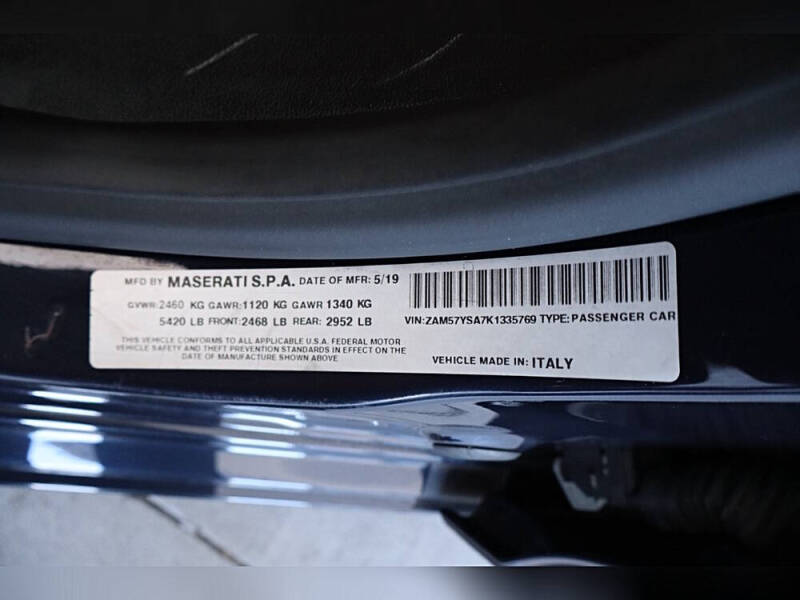 MFD BY MASERATI S.P.A. DATE OF MFR: 5/19
GVWR:2460 KG GAWR:1120 KG GAWR 1340 KG
5420 LB FRONT:2468 LB REAR: 2952 LB
THIS VEHICLE CONFORMS TO ALL APPLICABLE U.S.A. FEDERAL MOTOR
VEHICLE SAFETY AND THEFT PREVENTION STANDARDS IN EFFECT ON THE
DATE OF MANUFACTURE SHOWN ABOVE
VIN:ZAM57YSA7K1335769 TYPE:PASSENGER CAR
VEHICLE MADE IN: ITALY